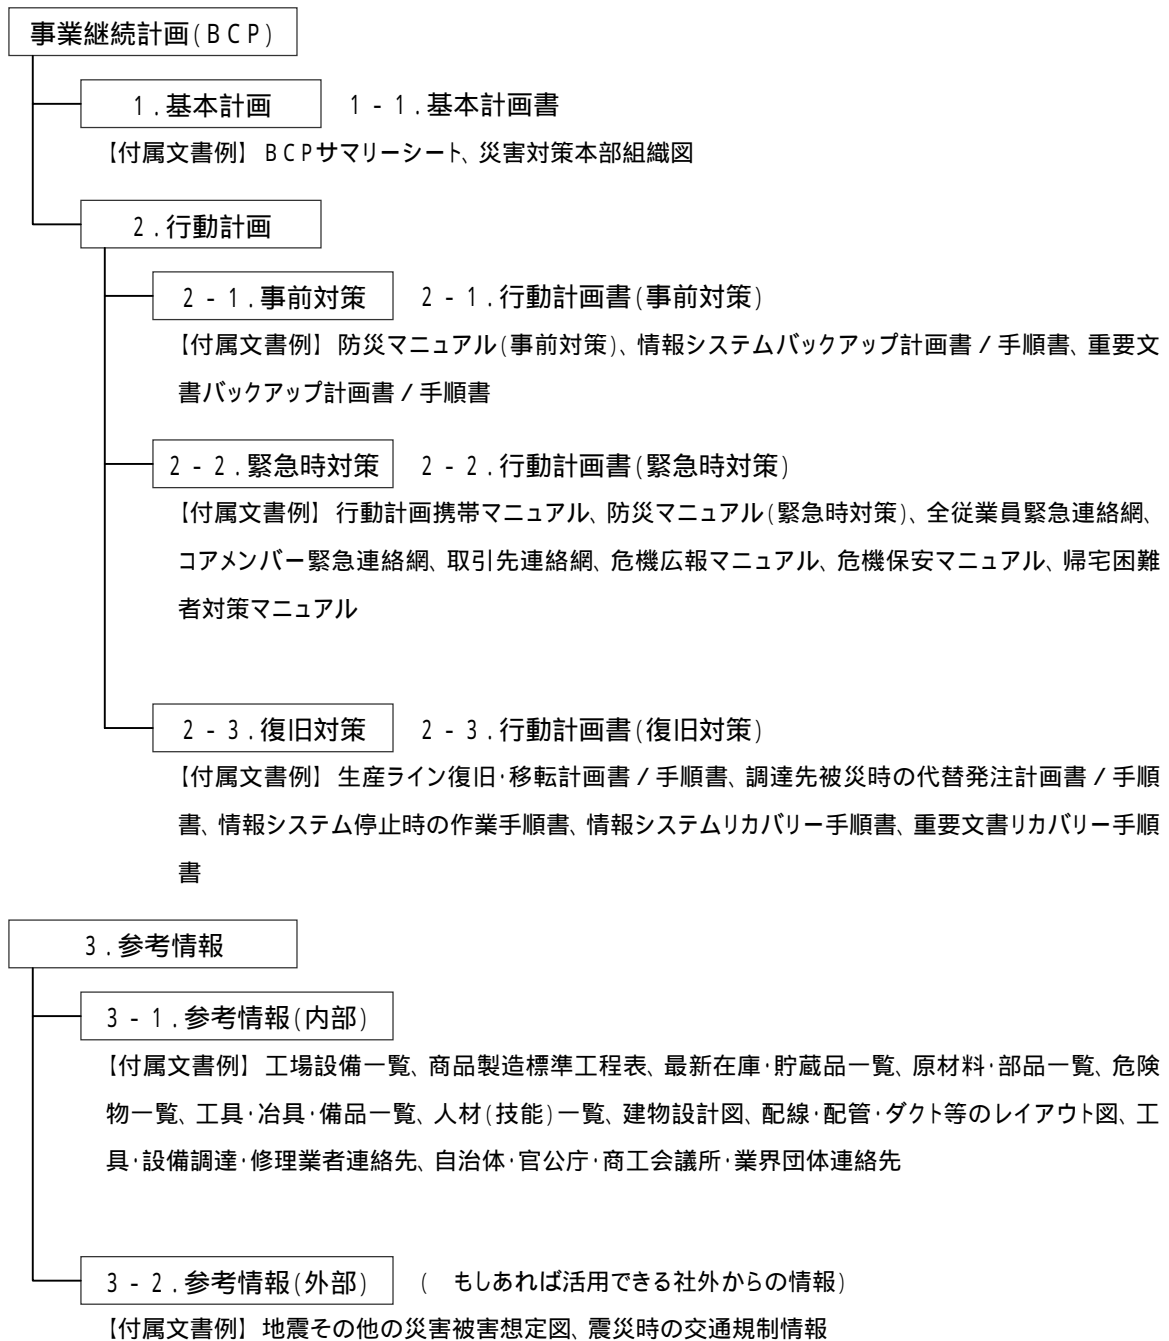 事業継続計画(BCP)
1.基本計画 1-1.基本計画書
【付属文書例】BCPサマリーシート、災害対策本部組織図
2.行動計画
2-1.事前対策 2-1.行動計画書(事前対策)
【付属文書例】防災マニュアル(事前対策)、情報システムバックアップ計画書/手順書、重要文
書バックアップ計画書/手順書
2-2.緊急時対策 2-2.行動計画書(緊急時対策)
【付属文書例】行動計画携帯マニュアル、防災マニュアル(緊急時対策)、全従業員緊急連絡網、
コアメンバー緊急連絡網、取引先連絡網、危機広報マニュアル、危機保安マニュアル、帰宅困難
者対策マニュアル
2-3.復旧対策 2-3.行動計画書(復旧対策)
【付属文書例】生産ライン復旧・移転計画書/手順書、調達先被災時の代替発注計画書/手順
書、情報システム停止時の作業手順書、情報システムリカバリー手順書、重要文書リカバリー手順
書
3.参考情報
3-1.参考情報(内部)
【付属文書例】工場設備一覧、商品製造標準工程表、最新在庫・貯蔵品一覧、原材料・部品一覧、危険
物一覧、工具・冶具・備品一覧、人材(技能)一覧、建物設計図、配線・配管・ダクト等のレイアウト図、工
具・設備調達・修理業者連絡先、自治体・官公庁・商工会議所・業界団体連絡先
3-2.参考情報(外部) ( もしあれば活用できる社外からの情報)
【付属文書例】地震その他の災害被害想定図、震災時の交通規制情報